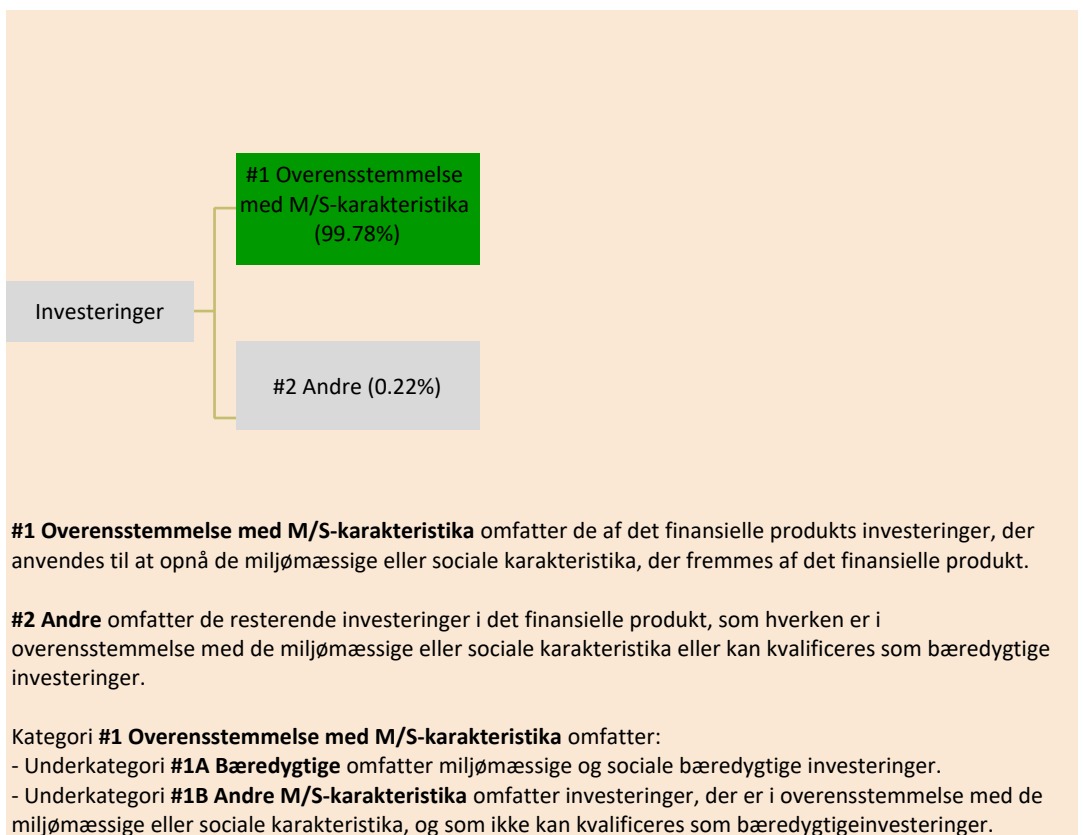 #1 Overensstemmelse
med M/S-karakteristika
(99.78%)
Investeringer
#2 Andre (0.22%)
#1 Overensstemmelse med M/S-karakteristika omfatter de af det finansielle produkts investeringer, der
anvendes til at opnå de miljømæssige eller sociale karakteristika, der fremmes af det finansielle produkt.
#2 Andre omfatter de resterende investeringer i det finansielle produkt, som hverken er i
overensstemmelse med de miljømæssige eller sociale karakteristika eller kan kvalificeres som bæredygtige
investeringer.
Kategori #1 Overensstemmelse med M/S-karakteristika omfatter:
- Underkategori #1A Bæredygtige omfatter miljømæssige og sociale bæredygtige investeringer.
- Underkategori #1B Andre M/S-karakteristika omfatter investeringer, der er i overensstemmelse med de
miljømæssige eller sociale karakteristika, og som ikke kan kvalificeres som bæredygtigeinvesteringer.